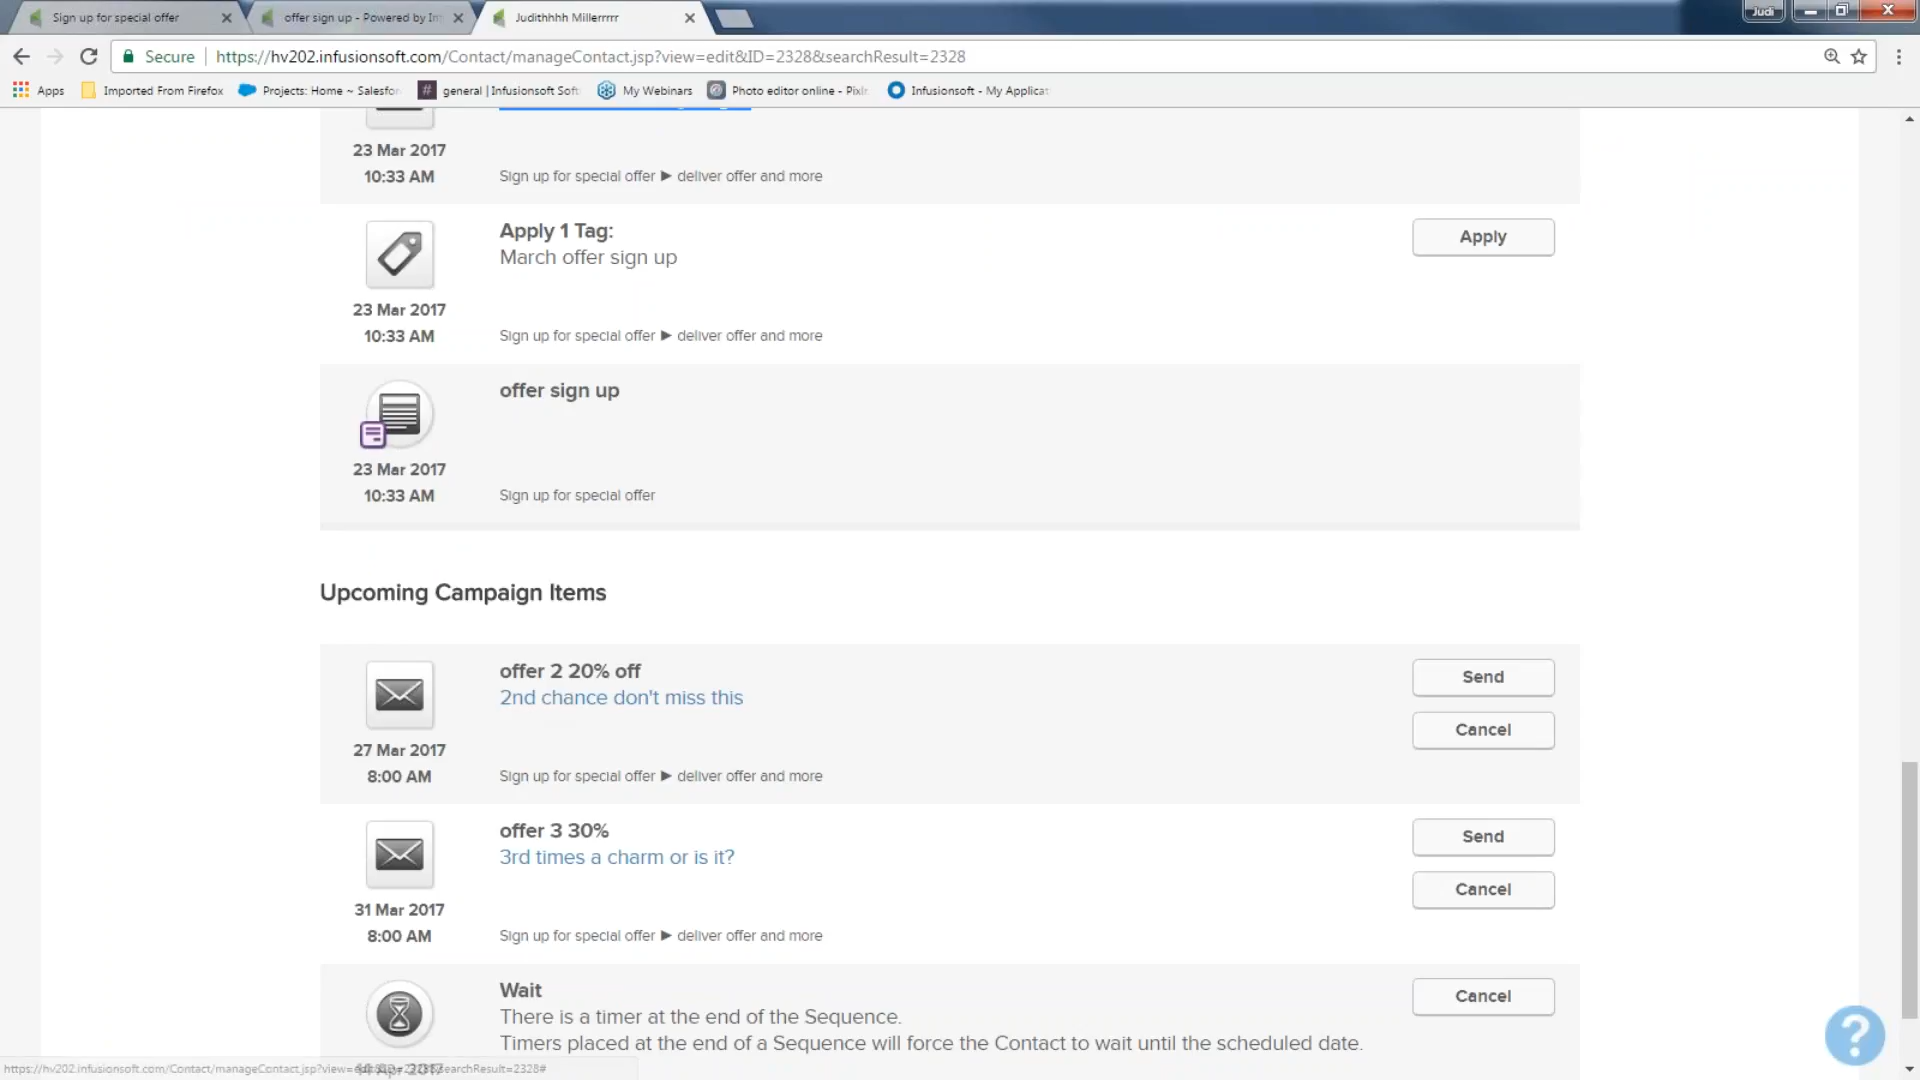 Sign up for special offer
offer sign up - Powered by In
Judithhhh Millerrrrr
Judi
Secure
https://hv202.infusionsoft.com/Contact/manageContact.jsp?view=edit&ID=2328&searchResult=2328
Apps
Imported From Firefox
Projects: Home ~ Salesfor
general | Infusionsoft Soft
My Webinars
Photo editor online - Pixlr
Infusionsoft - My Applicat
23 Mar 2017
10:33 AM
Sign up for special offer ▶ deliver offer and more
Apply 1 Tag:
March offer sign up
Apply
23 Mar 2017
10:33 AM
Sign up for special offer ▶ deliver offer and more
offer sign up
23 Mar 2017
10:33 AM
Sign up for special offer
Upcoming Campaign Items
offer 2 20% off
2nd chance don't miss this
Send
Cancel
27 Mar 2017
8:00 AM
Sign up for special offer ▶ deliver offer and more
offer 3 30%
3rd times a charm or is it?
Send
Cancel
31 Mar 2017
8:00 AM
Sign up for special offer ▶ deliver offer and more
Wait
There is a timer at the end of the Sequence.
Timers placed at the end of a Sequence will force the Contact to wait until the scheduled date.
Cancel
?